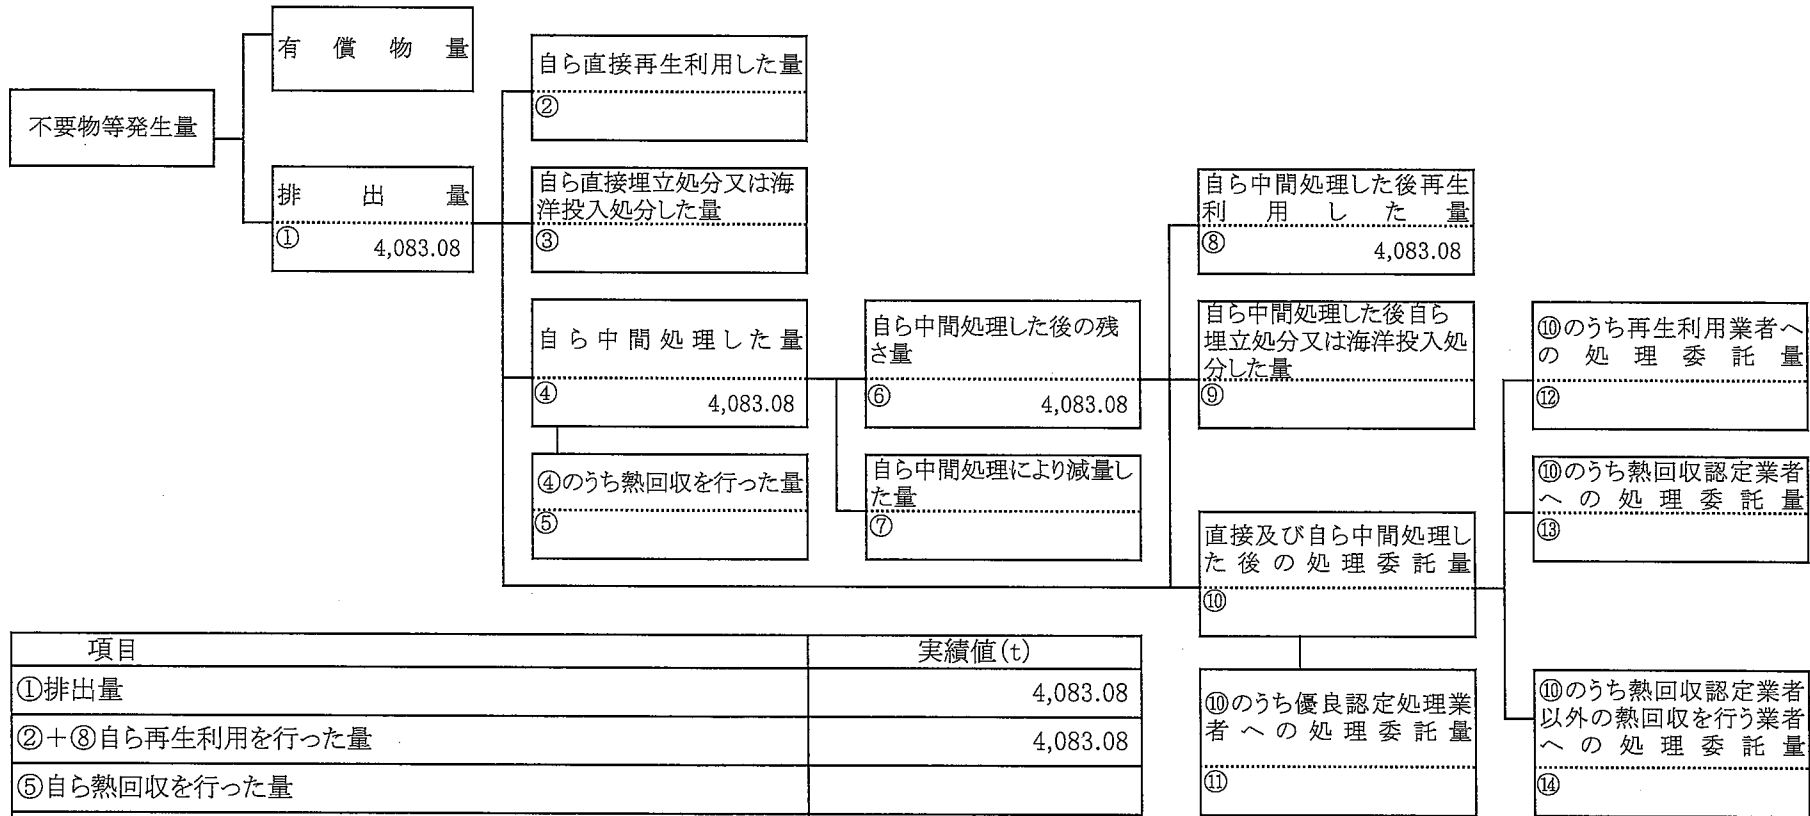 有償物量
不要物等発生量
排出量
①
4,083.08
自ら直接再生利用した量
②
自ら直接埋立処分又は海
洋投入処分した量
③
自ら中間処理した量
④
4,083.08
④のうち熱回収を行った量
⑤
自ら中間処理した後の残
さ量
⑥
4,083.08
自ら中間処理により減量し
た量
⑦
自ら中間処理した後再生
利用した量
⑧
4,083.08
自ら中間処理した後自ら
埋立処分又は海洋投入処
分した量
⑨
直接及び自ら中間処理し
た後の処理委託量
⑩
⑩のうち優良認定処理業
者への処理委託量
⑪
⑩のうち再生利用業者へ
の処理委託量
⑫
⑩のうち熱回収認定業者
への処理委託量
⑬
⑩のうち熱回収認定業者
以外の熱回収を行う業者
への処理委託量
⑭
項目 実績値(t)
①排出量 4,083.08
②＋⑧自ら再生利用を行った量 4,083.08
⑤自ら熱回収を行った量